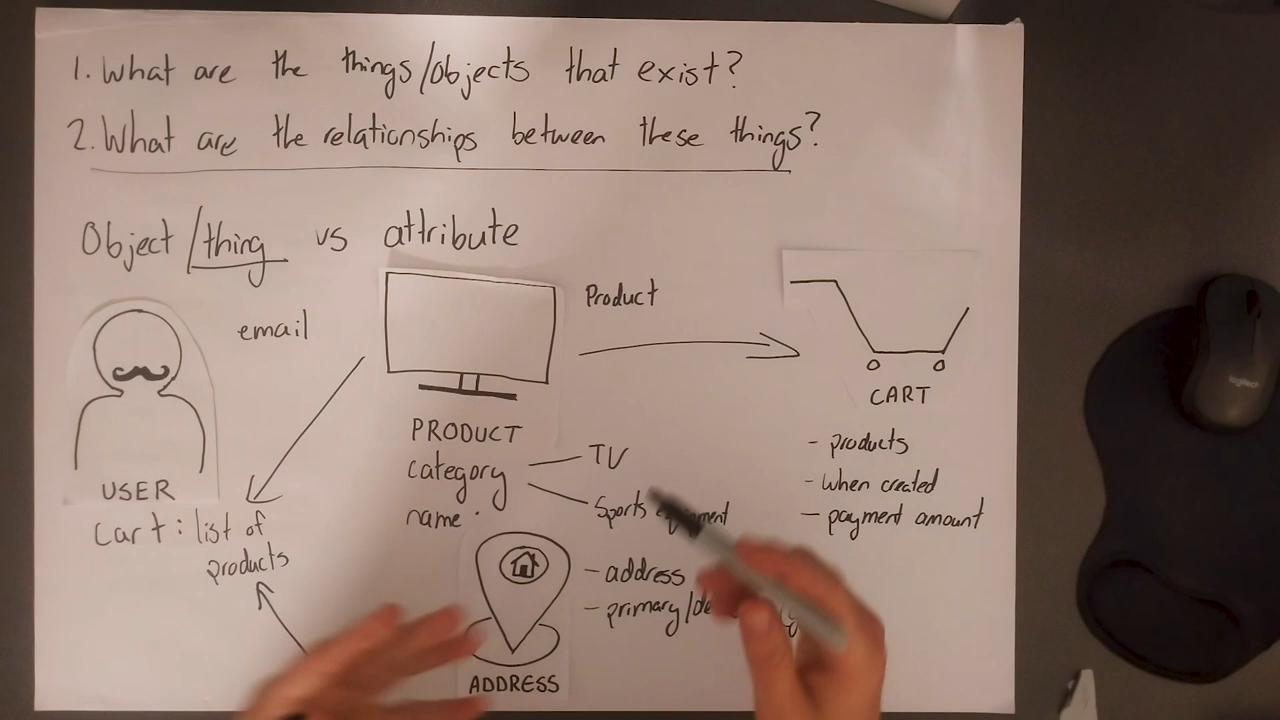 1. What are the things/objects that exist?
2. What are the relationships between these things?
Object/thing vs attribute
email
Product
USER
cart: list of
products
PRODUCT
category
name
TV
Sports
CART
- products
- when created
- payment amount
- address
- primary/
ADDRESS
logitech